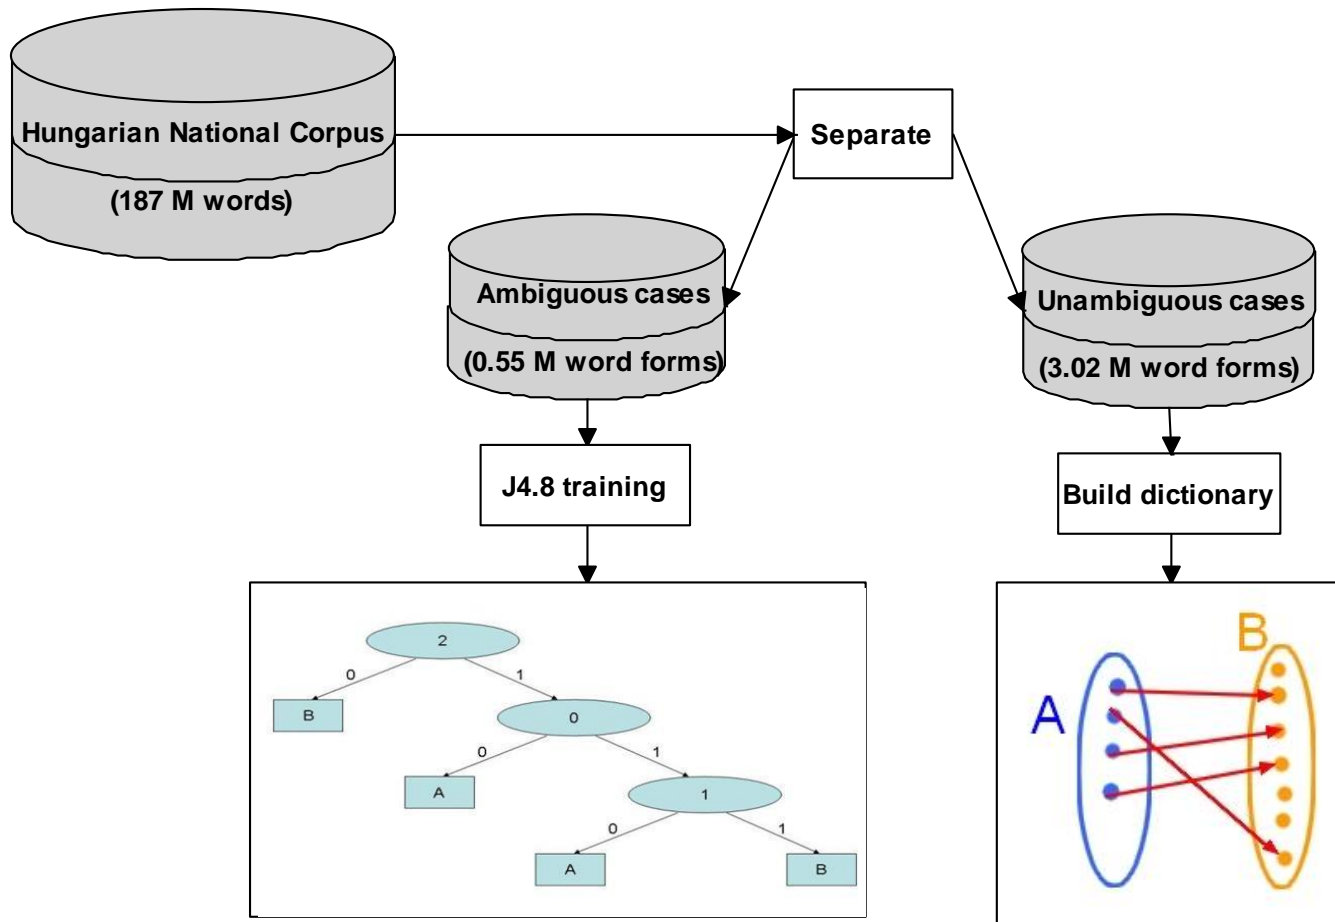 Hungarian National Corpus
(187 M words)
Separate
Ambiguous cases
(0.55 M word forms)
Unambiguous cases
(3.02 M word forms)
J4.8 training
Build dictionary
2
0
1
B
0
0
1
A
1
0
1
A
B
A
B